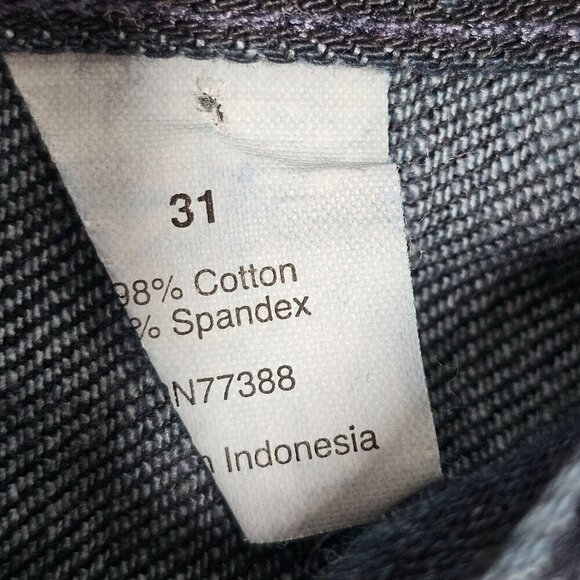 31
98% Cotton
% Spandex
N77388
Indonesia